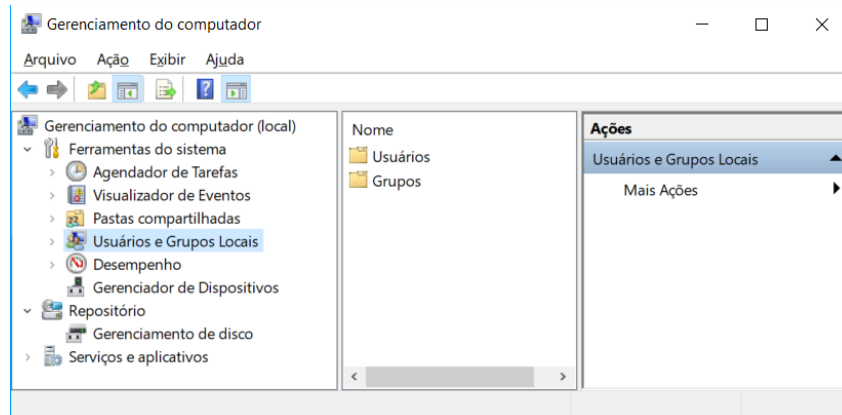 Gerenciamento do computador
Arquivo Ação Exibir Ajuda
Gerenciamento do computador (local)
Ferramentas do sistema
Agendador de Tarefas
Visualizador de Eventos
Pastas compartilhadas
Usuários e Grupos Locais
Desempenho
Gerenciador de Dispositivos
Repositório
Gerenciamento de disco
Serviços e aplicativos
Nome
Usuários
Grupos
Ações
Usuários e Grupos Locais
Mais Ações